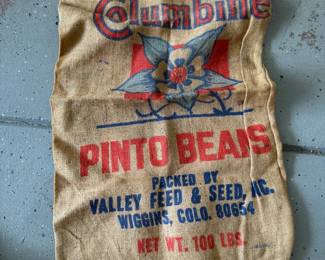 Columbine
PINTO BEANS
PACKED BY
VALLEY FEED & SEED, INC.
WIGGINS, COLO. 80654
NET WT. 100 LBS.